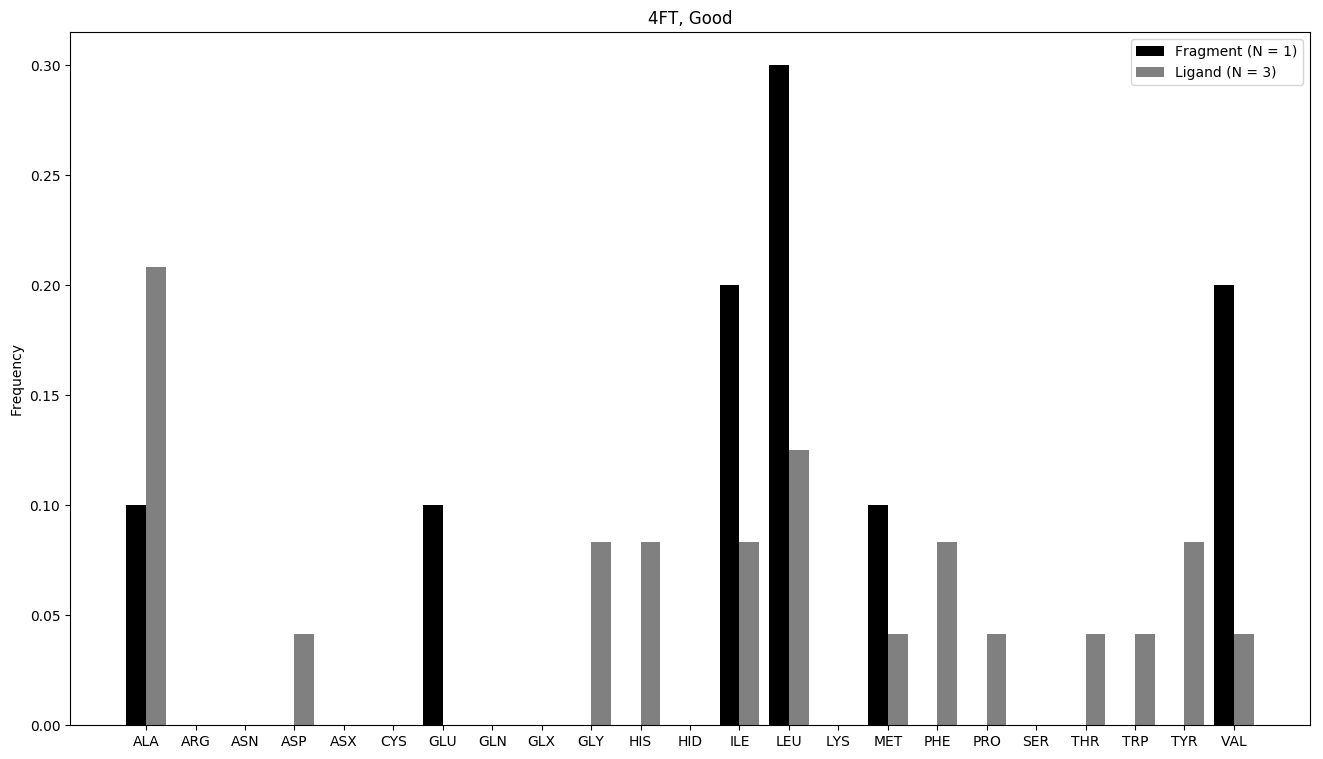 4FT, Good
Fragment (N = 1)
Ligand (N = 3)
Frequency
0.30
0.25
0.20
0.15
0.10
0.05
0.00
ALA ARG ASN ASP ASX CYS GLU GLN GLX GLY HIS HID ILE LEU LYS MET PHE PRO SER THR TRP TYR VAL